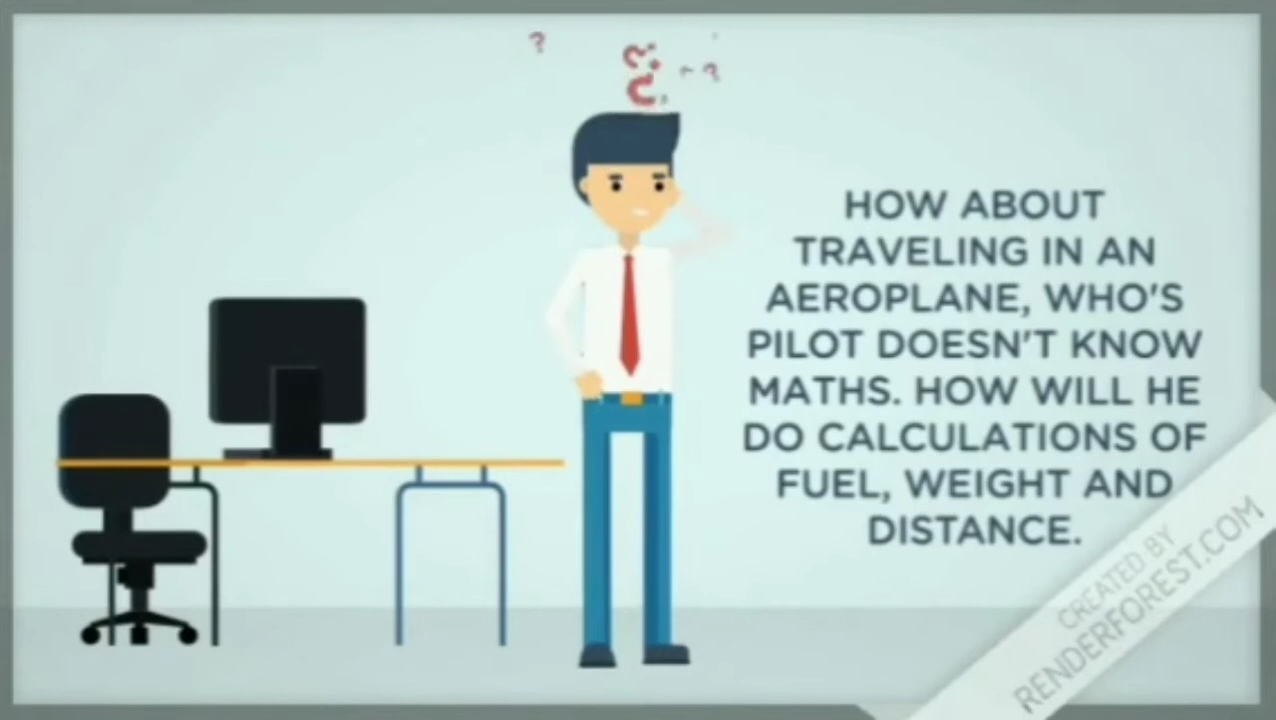 HOW ABOUT
TRAVELING IN AN
AEROPLANE, WHO'S
PILOT DOESN'T KNOW
MATHS. HOW WILL HE
DO CALCULATIONS OF
FUEL, WEIGHT AND
DISTANCE.
CREATED BY
RENDERFOREST.COM